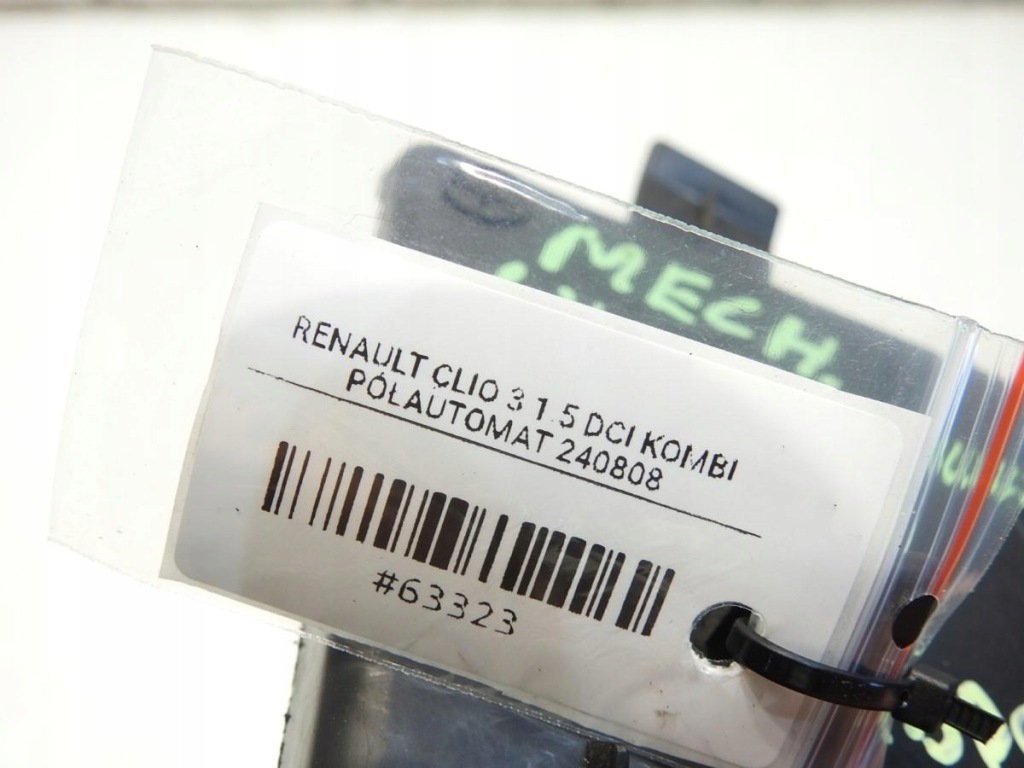 MECH.
RENAULT CLIO 3 1.5 DCI KOMBI
PÓŁAUTOMAT 240808
#63323